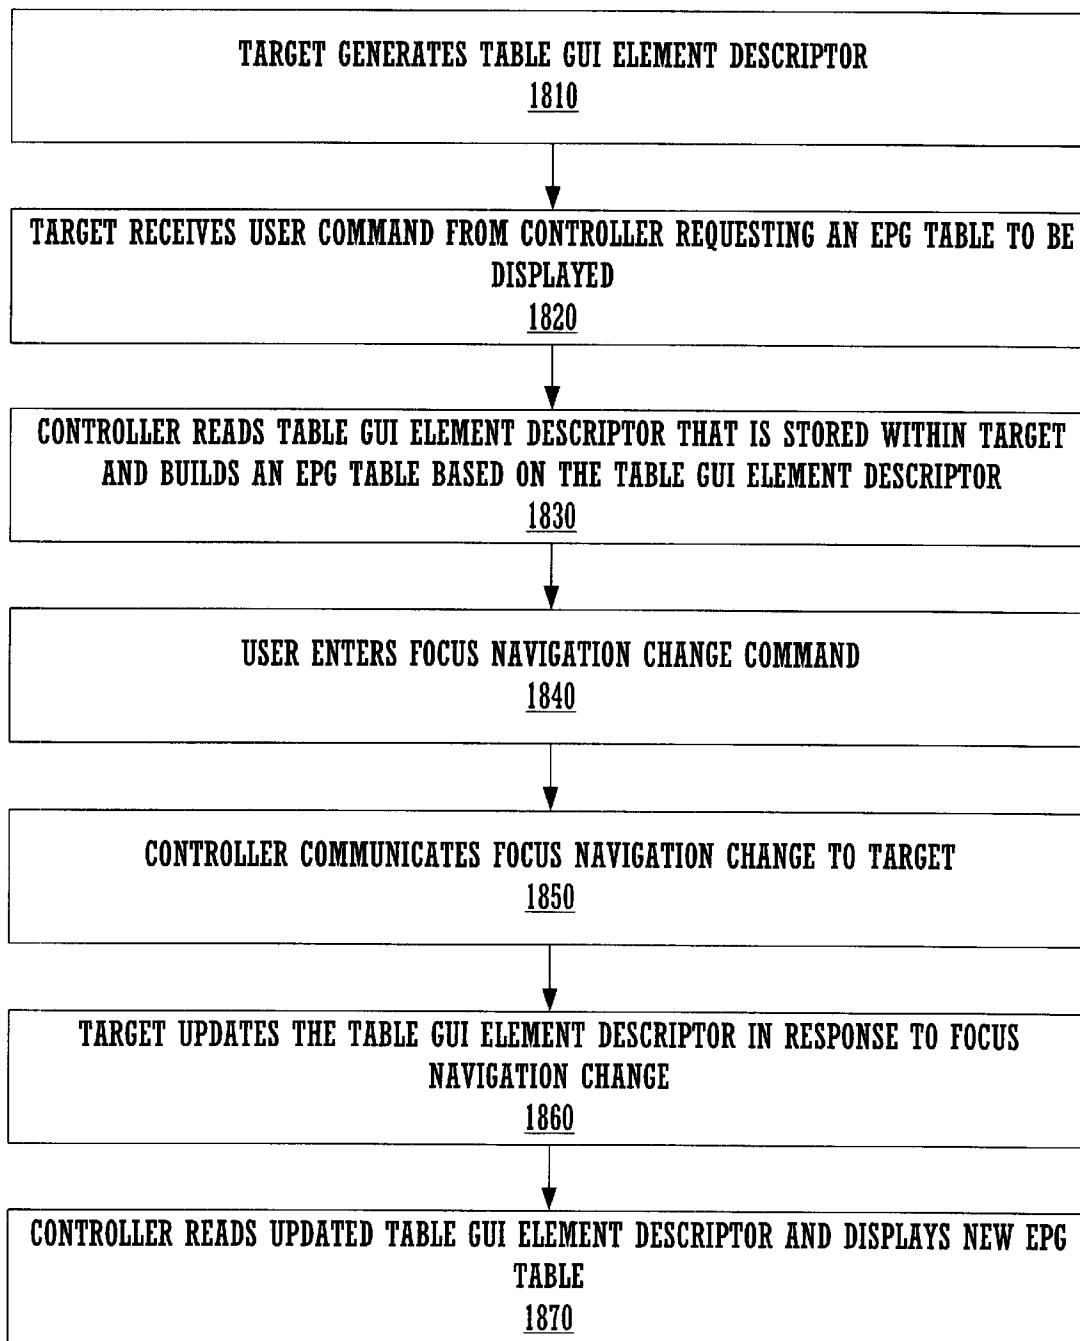 TARGET GENERATES TABLE GUI ELEMENT DESCRIPTOR
1810
TARGET RECEIVES USER COMMAND FROM CONTROLLER REQUESTING AN EPG TABLE TO BE
DISPLAYED
1820
CONTROLLER READS TABLE GUI ELEMENT DESCRIPTOR THAT IS STORED WITHIN TARGET
AND BUILDS AN EPG TABLE BASED ON THE TABLE GUI ELEMENT DESCRIPTOR
1830
USER ENTERS FOCUS NAVIGATION CHANGE COMMAND
1840
CONTROLLER COMMUNICATES FOCUS NAVIGATION CHANGE TO TARGET
1850
TARGET UPDATES THE TABLE GUI ELEMENT DESCRIPTOR IN RESPONSE TO FOCUS
NAVIGATION CHANGE
1860
CONTROLLER READS UPDATED TABLE GUI ELEMENT DESCRIPTOR AND DISPLAYS NEW EPG
TABLE
1870